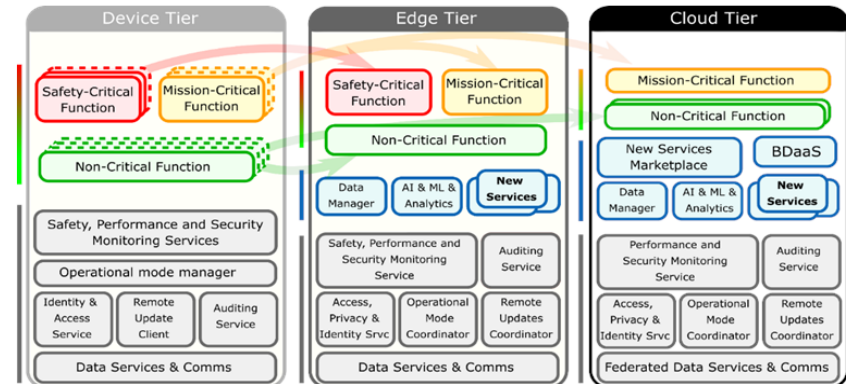 Device Tier
Safety-Critical
Function
Mission-Critical
Function
Non-Critical Function
Safety, Performance and Security
Monitoring Services
Operational mode manager
Identity &
Access
Service
Remote
Update
Client
Auditing
Service
Data Services & Comms
Edge Tier
Safety-Critical
Function
Mission-Critical
Function
Non-Critical Function
Data
Manager
AI & ML &
Analytics
New
Services
Safety, Performance and
Security Monitoring
Service
Auditing
Service
Access,
Privacy &
Identity Srvc
Operational
Mode
Coordinator
Remote
Updates
Coordinator
Data Services & Comms
Cloud Tier
Mission-Critical Function
Non-Critical Function
New Services
Marketplace
BDaaS
Data
Manager
AI & ML &
Analytics
New
Services
Performance and
Security Monitoring
Service
Auditing
Service
Access,
Privacy &
Identity Srvc
Operational
Mode
Coordinator
Remote
Updates
Coordinator
Federated Data Services & Comms